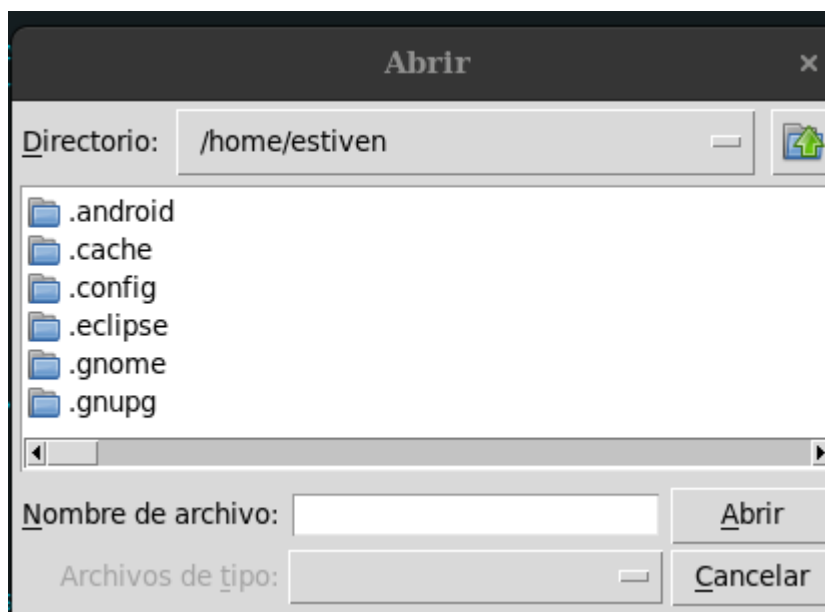 Abrir
Directorio: /home/estiven
.android
.cache
.config
.eclipse
.gnome
.gnupg
Nombre de archivo: Abrir
Archivos de tipo: Cancelar